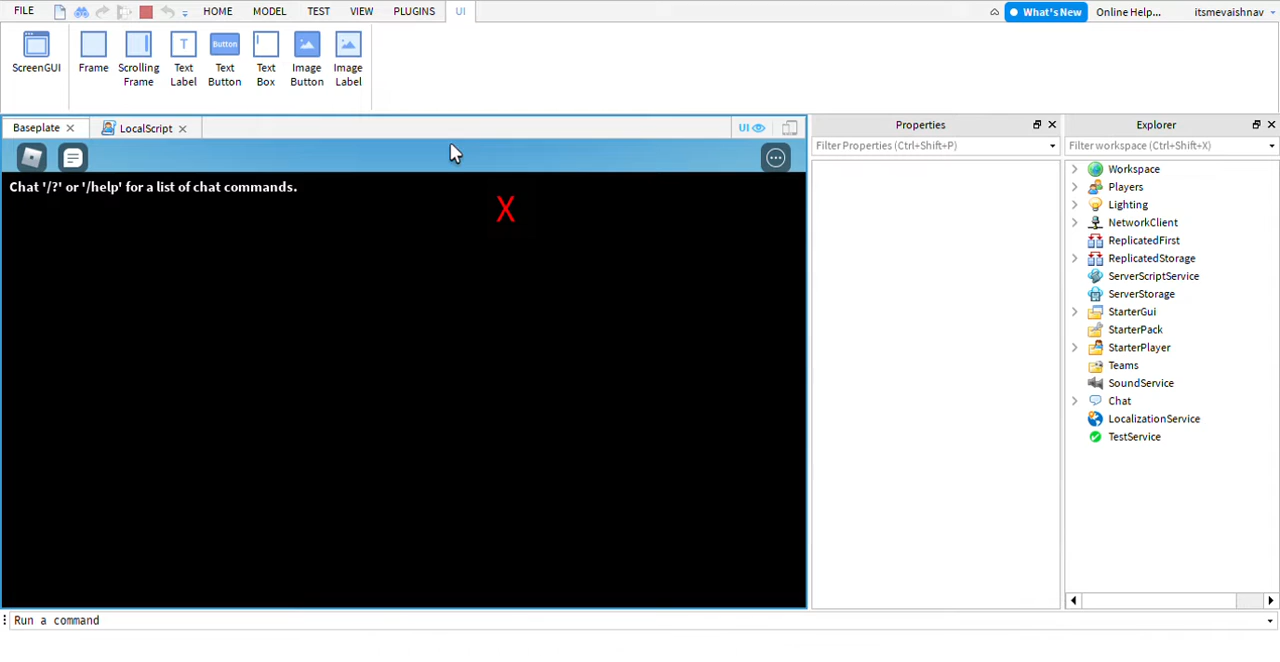 FILE HOME MODEL TEST VIEW PLUGINS UI What's New Online Help... itsmevaishnav
ScreenGUI Frame Scrolling Frame Text Label Text Button Button Text Box Image Button Image Label
T
Baseplate LocalScript UI
Properties
Explorer
Filter Properties (Ctrl+Shift+P)
Filter workspace (Ctrl+Shift+X)
Chat '/?' or '/help' for a list of chat commands.
X
Workspace
Players
Lighting
NetworkClient
ReplicatedFirst
ReplicatedStorage
ServerScriptService
ServerStorage
StarterGui
StarterPack
StarterPlayer
Teams
SoundService
Chat
LocalizationService
TestService
Run a command